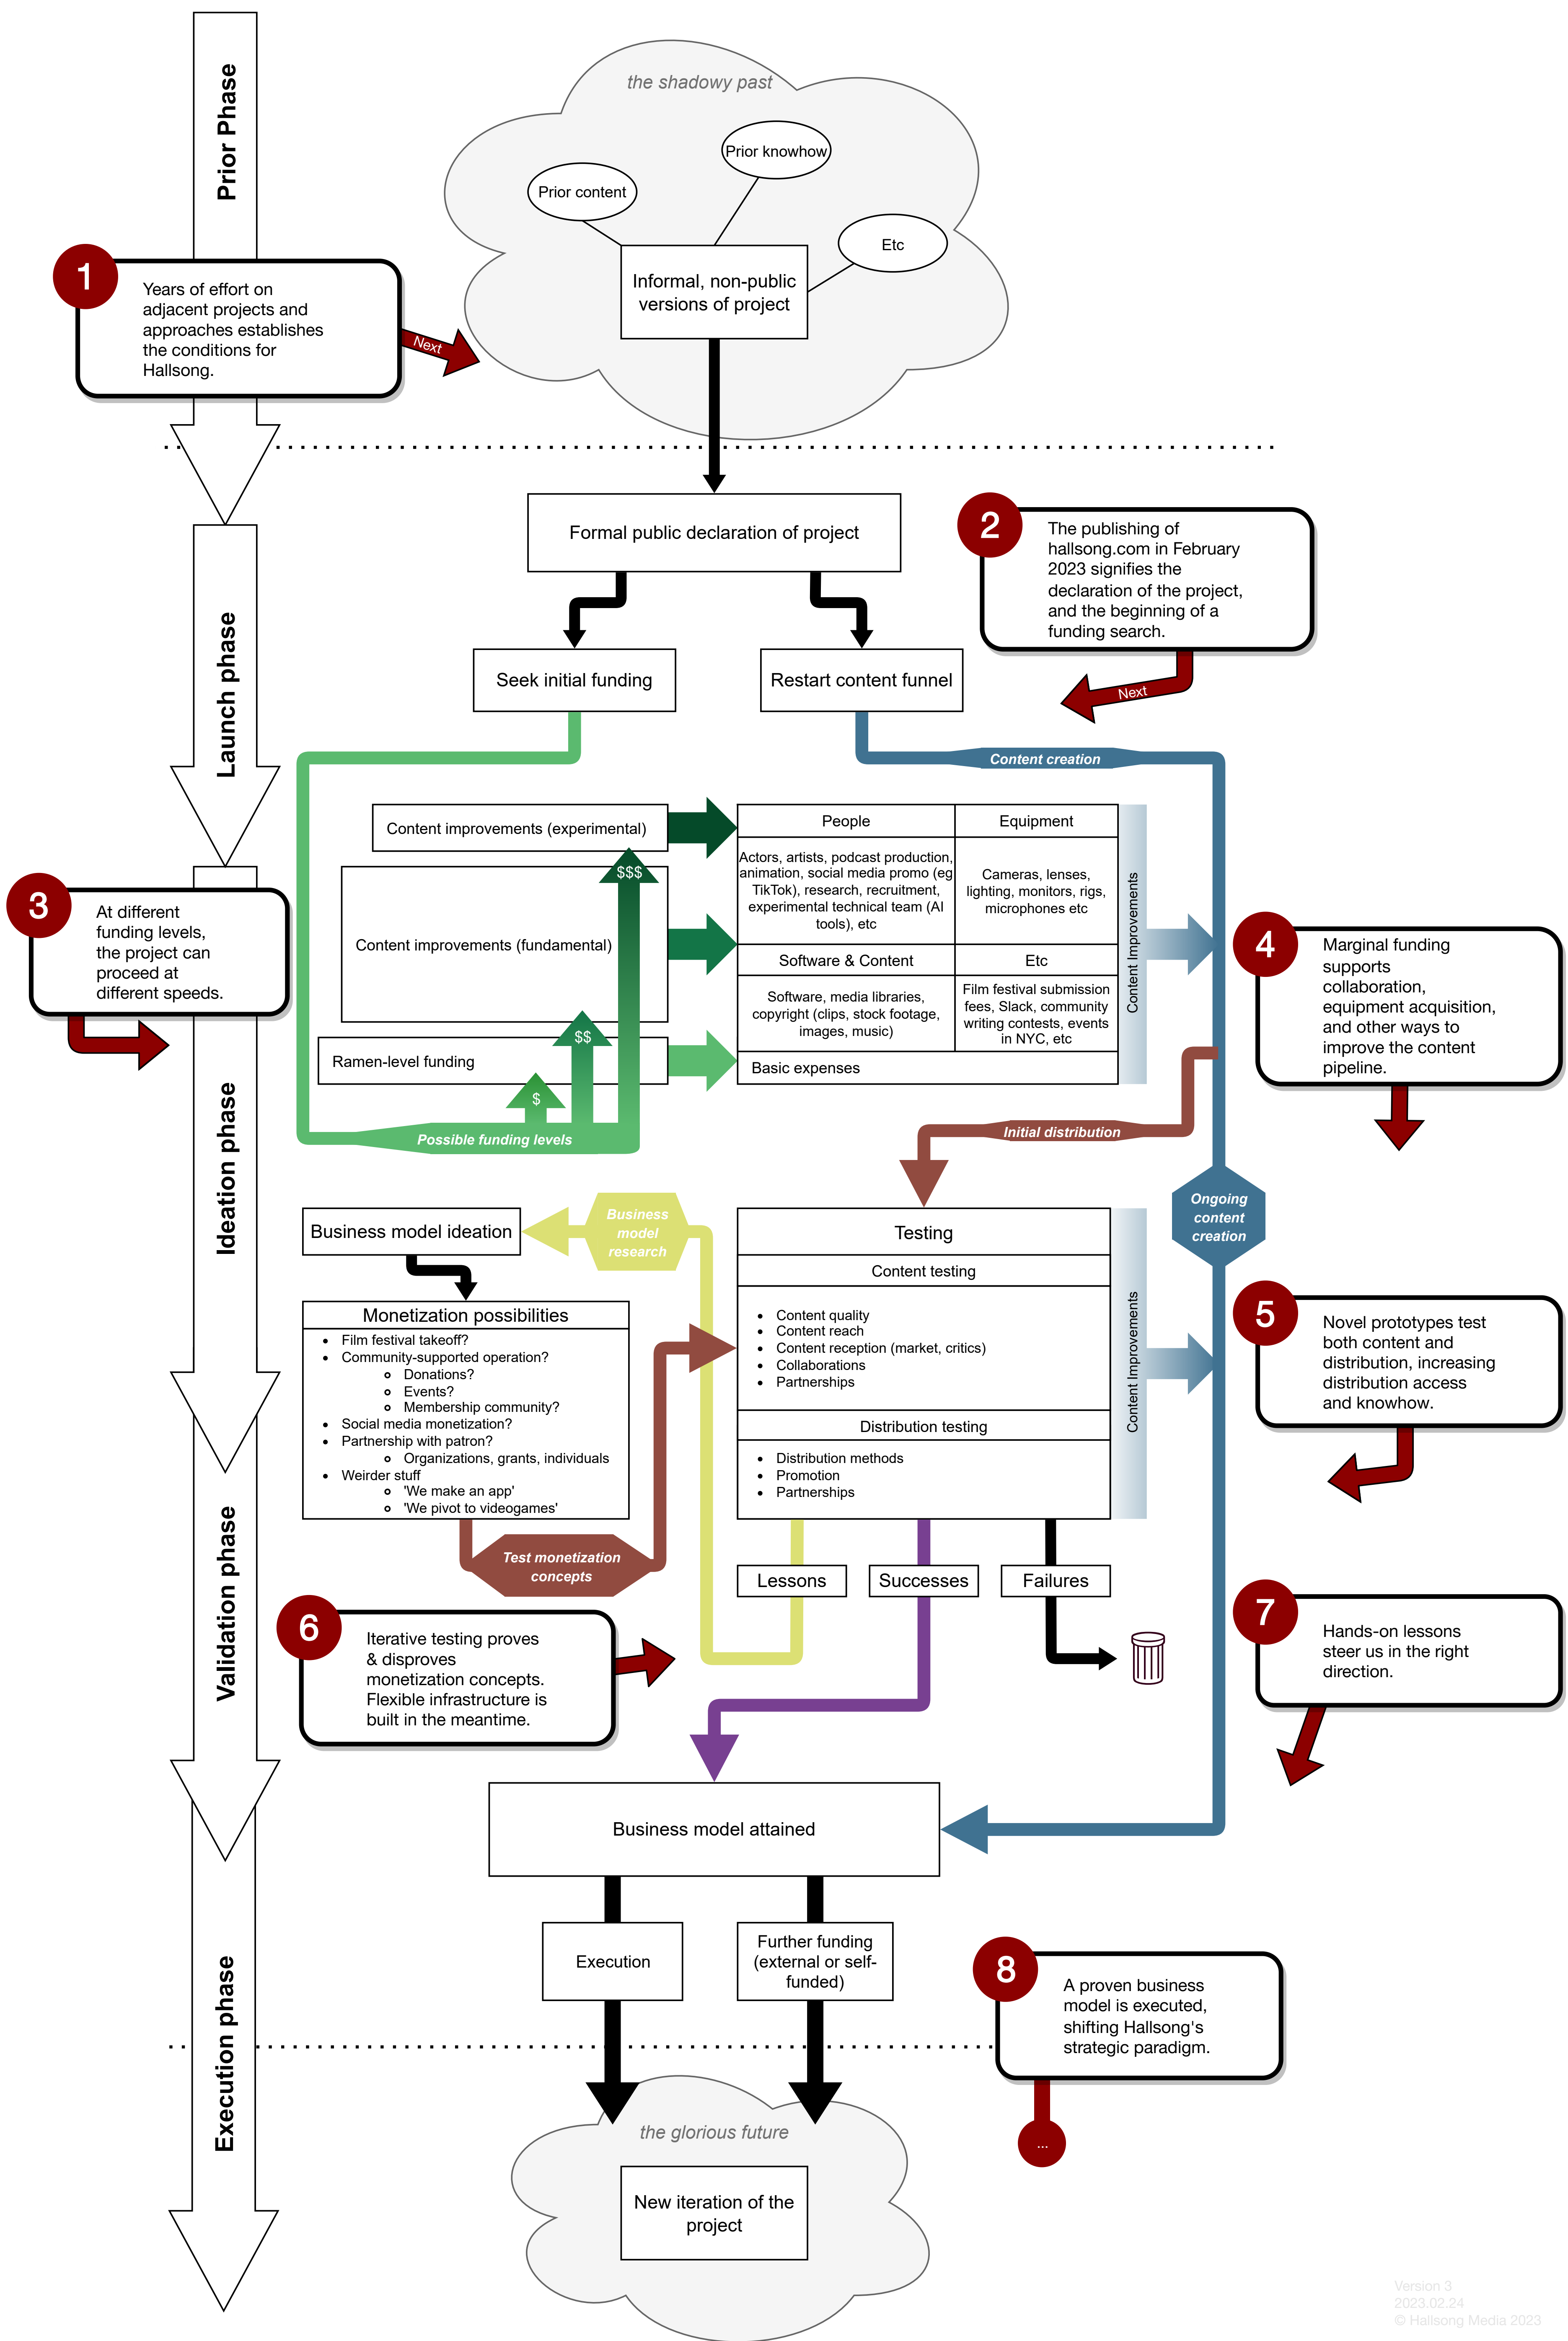 Prior Phase
the shadowy past
Prior knowhow
Prior content
Etc
Informal, non-public
versions of project
1
Years of effort on
adjacent projects and
approaches establishes
the conditions for
Hallsong.
Next
Launch phase
Formal public declaration of project
2
The publishing of
hallsong.com in February
2023 signifies the
declaration of the project,
and the beginning of a
funding search.
Next
Seek initial funding
Restart content funnel
Content creation
Content improvements (experimental)
$$$
Content improvements (fundamental)
$$
Ramen-level funding
$
Possible funding levels
People
Equipment
Actors, artists, podcast production,
animation, social media promo (eg
TikTok), research, recruitment,
experimental technical team (AI
tools), etc
Cameras, lenses,
lighting, monitors, rigs,
microphones etc
Software & Content
Etc
Software, media libraries,
copyright (clips, stock footage,
images, music)
Film festival submission
fees, Slack, community
writing contests, events
in NYC, etc
Basic expenses
Content Improvements
3
At different
funding levels,
the project can
proceed at
different speeds.
4
Marginal funding
supports
collaboration,
equipment acquisition,
and other ways to
improve the content
pipeline.
Ideation phase
Initial distribution
Ongoing
content
creation
Business model ideation
Business
model
research
Monetization possibilities
• Film festival takeoff?
• Community-supported operation?
o Donations?
o Events?
o Membership community?
• Social media monetization?
• Partnership with patron?
o Organizations, grants, individuals
• Weirder stuff
o 'We make an app'
o 'We pivot to videogames'
Test monetization
concepts
Testing
Content testing
• Content quality
• Content reach
• Content reception (market, critics)
• Collaborations
• Partnerships
Distribution testing
• Distribution methods
• Promotion
• Partnerships
Content Improvements
5
Novel prototypes test
both content and
distribution, increasing
distribution access
and knowhow.
Validation phase
Lessons
Successes
Failures
6
Iterative testing proves
& disproves
monetization concepts.
Flexible infrastructure is
built in the meantime.
7
Hands-on lessons
steer us in the right
direction.
Business model attained
Execution phase
Execution
Further funding
(external or self-
funded)
8
A proven business
model is executed,
shifting Hallsong's
strategic paradigm.
...
the glorious future
New iteration of the
project
Version 3
2023.02.24
© Hallsong Media 2023